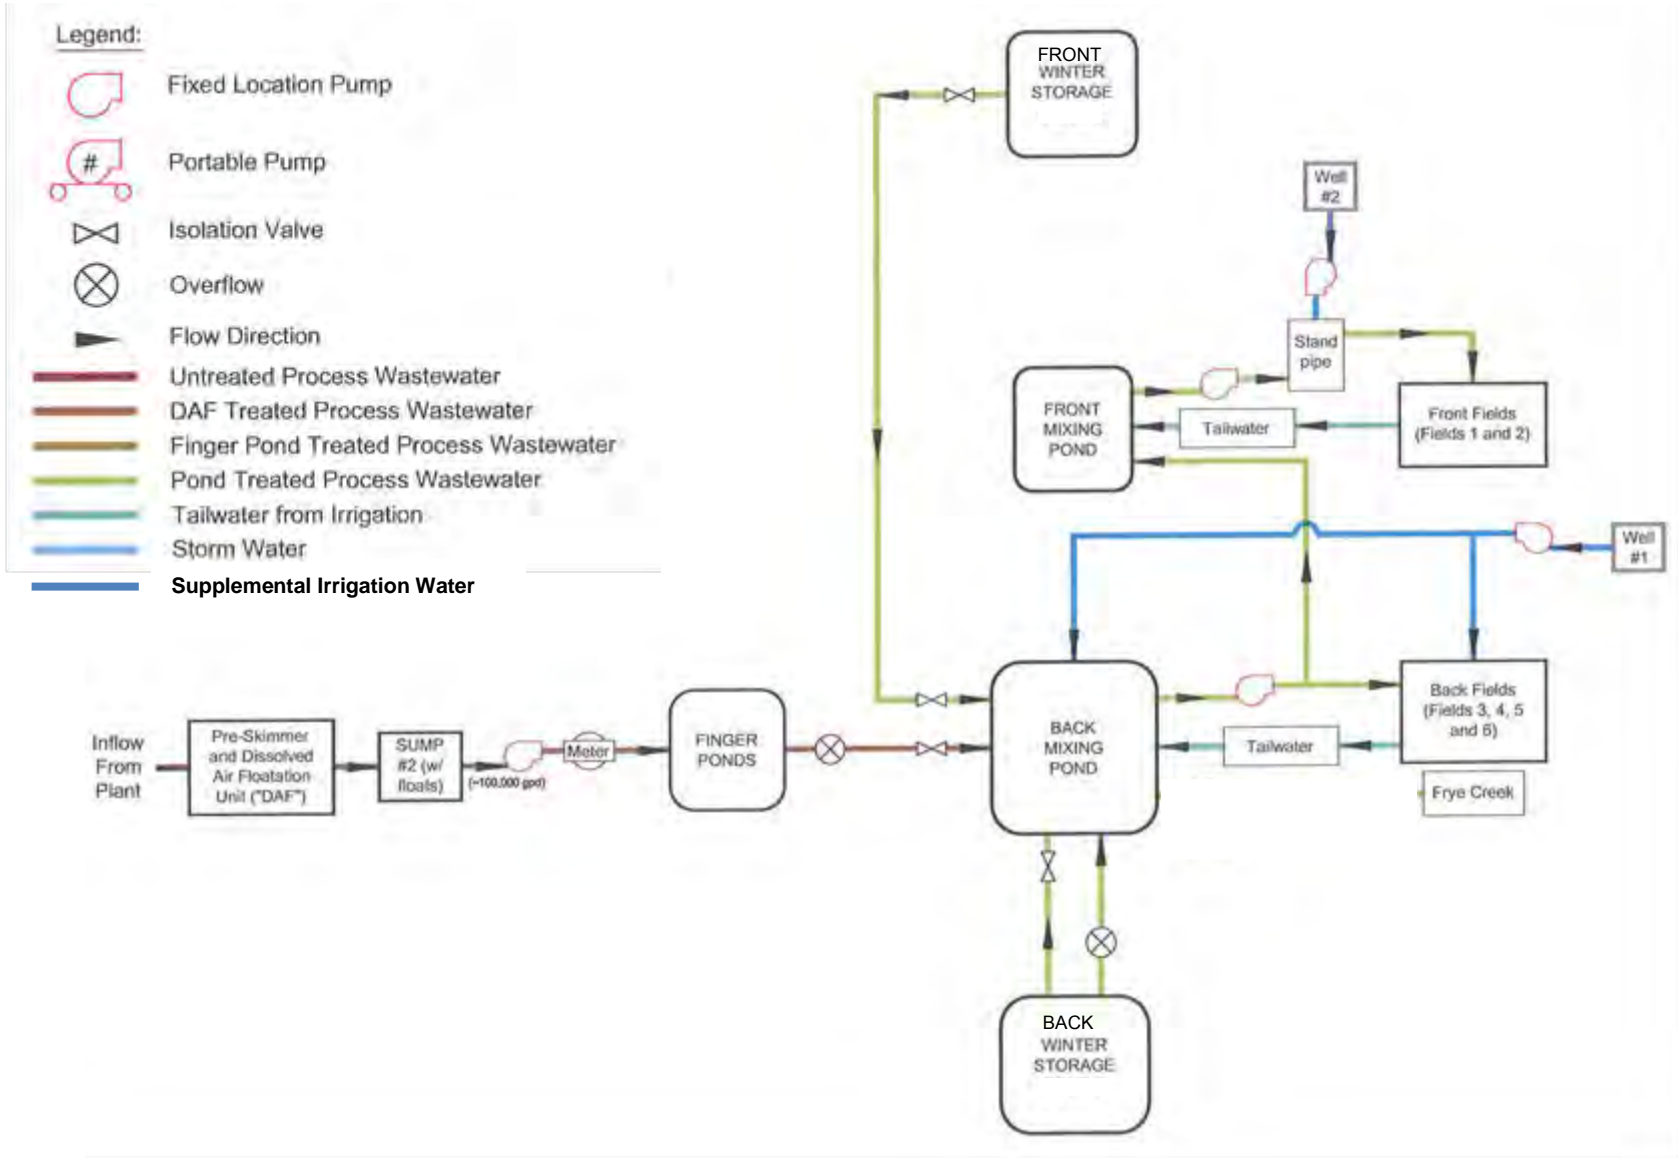 Legend:
Fixed Location Pump
#
Portable Pump
Isolation Valve
Overflow
Flow Direction
Untreated Process Wastewater
DAF Treated Process Wastewater
Finger Pond Treated Process Wastewater
Pond Treated Process Wastewater
Tailwater from Irrigation
Storm Water
Supplemental Irrigation Water
FRONT
WINTER
STORAGE
Well
#2
Stand
pipe
FRONT
MIXING
POND
Tailwater
Front Fields
(Fields 1 and 2)
Well
#1
Inflow
From
Plant
Pre-Skimmer
and Dissolved
Air Floatation
Unit ("DAF")
SUMP
#2 (w/
floats)
(~100,000 gpd)
Meter
FINGER
PONDS
BACK
MIXING
POND
Tailwater
Back Fields
(Fields 3, 4, 5
and 6)
Frye Creek
BACK
WINTER
STORAGE